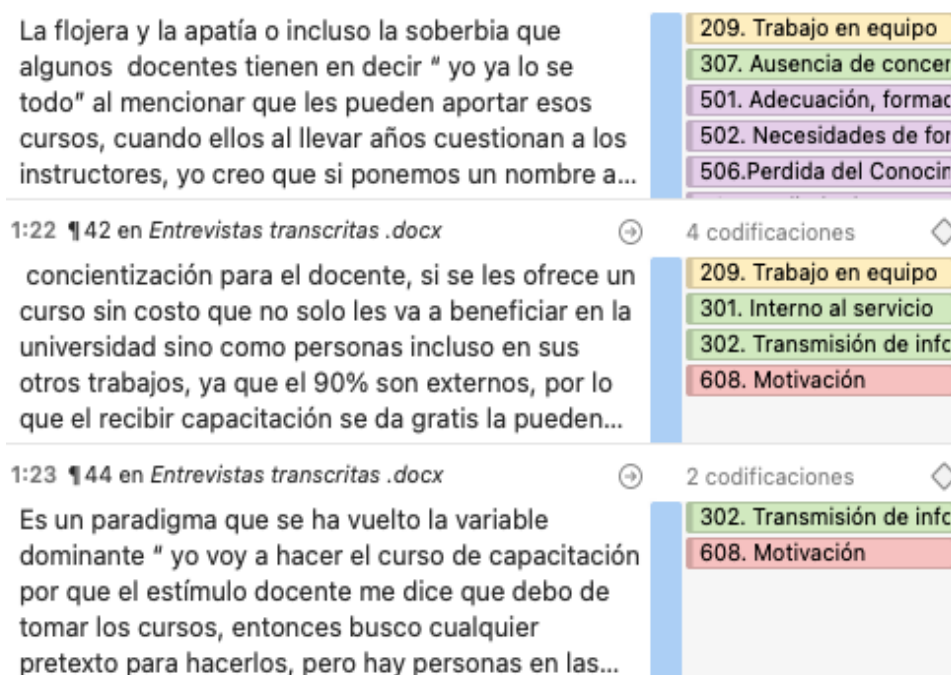 La flojera y la apatía o incluso la soberbia que
algunos  docentes tienen en decir “ yo ya lo se
todo” al mencionar que les pueden aportar esos
cursos, cuando ellos al llevar años cuestionan a los
instructores, yo creo que si ponemos un nombre a...
209. Trabajo en equipo
307. Ausencia de concer
501. Adecuación, formac
502. Necesidades de for
506.Perdida del Conocin
1:22 ¶ 42 en Entrevistas transcritas .docx
4 codificaciones
concientización para el docente, si se les ofrece un
curso sin costo que no solo les va a beneficiar en la
universidad sino como personas incluso en sus
otros trabajos, ya que el 90% son externos, por lo
que el recibir capacitación se da gratis la pueden...
209. Trabajo en equipo
301. Interno al servicio
302. Transmisión de info
608. Motivación
1:23 ¶ 44 en Entrevistas transcritas .docx
2 codificaciones
Es un paradigma que se ha vuelto la variable
dominante “ yo voy a hacer el curso de capacitación
por que el estímulo docente me dice que debo de
tomar los cursos, entonces busco cualquier
pretexto para hacerlos, pero hay personas en las...
302. Transmisión de info
608. Motivación